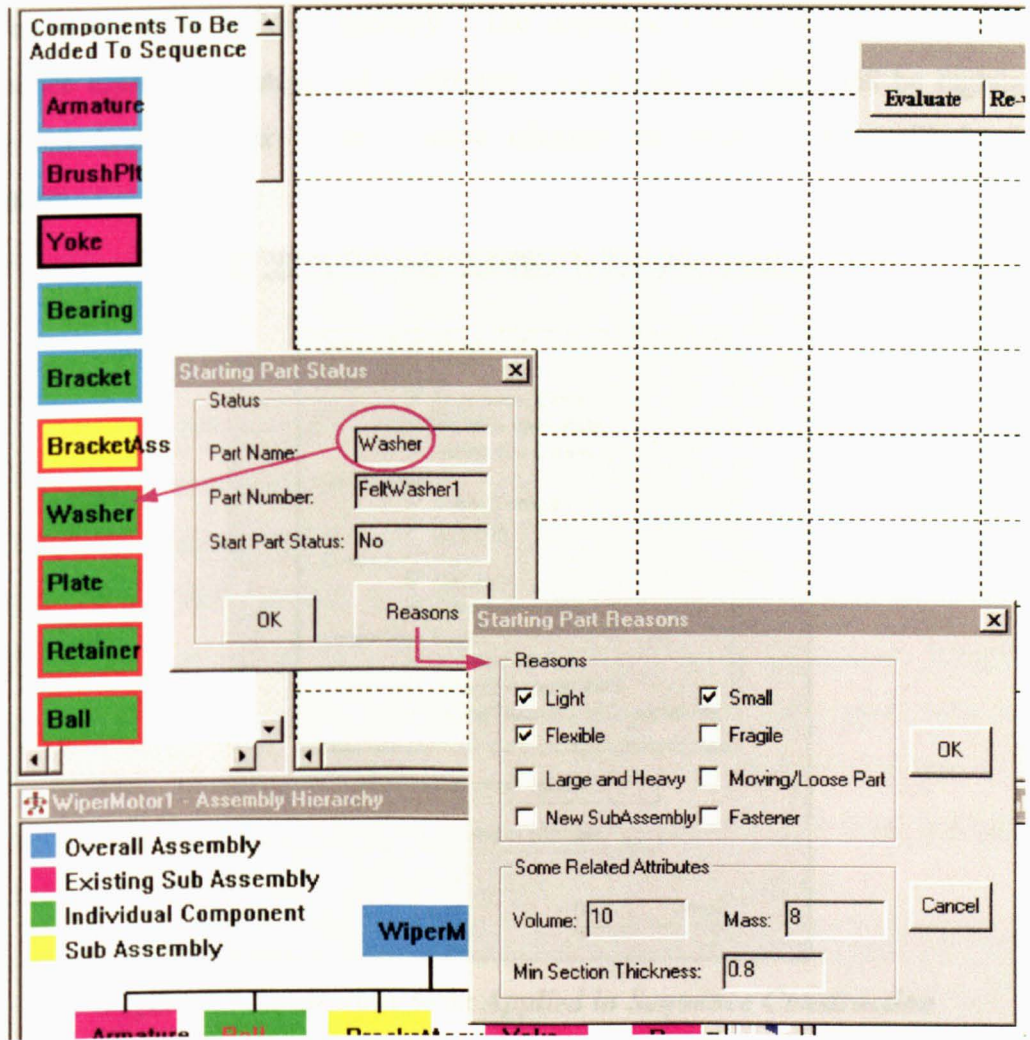 Components To Be
Added To Sequence
Armature
BrushPlt
Yoke
Bearing
Bracket
BracketAss
Washer
Plate
Retainer
Ball
Evaluate
Starting Part Status
Status
Part Name: Washer
Part Number: FeltWasher1
Start Part Status: No
OK Reasons
Starting Part Reasons
Reasons
Light Small
Flexible Fragile
Large and Heavy Moving/Loose Part
New SubAssembly Fastener
OK
Some Related Attributes
Volume: 10 Mass: 8
Min Section Thickness: 0.8
Cancel
WiperMotor1 - Assembly Hierarchy
Overall Assembly
Existing Sub Assembly
Individual Component
Sub Assembly
WiperM
Armature Ball Yoke